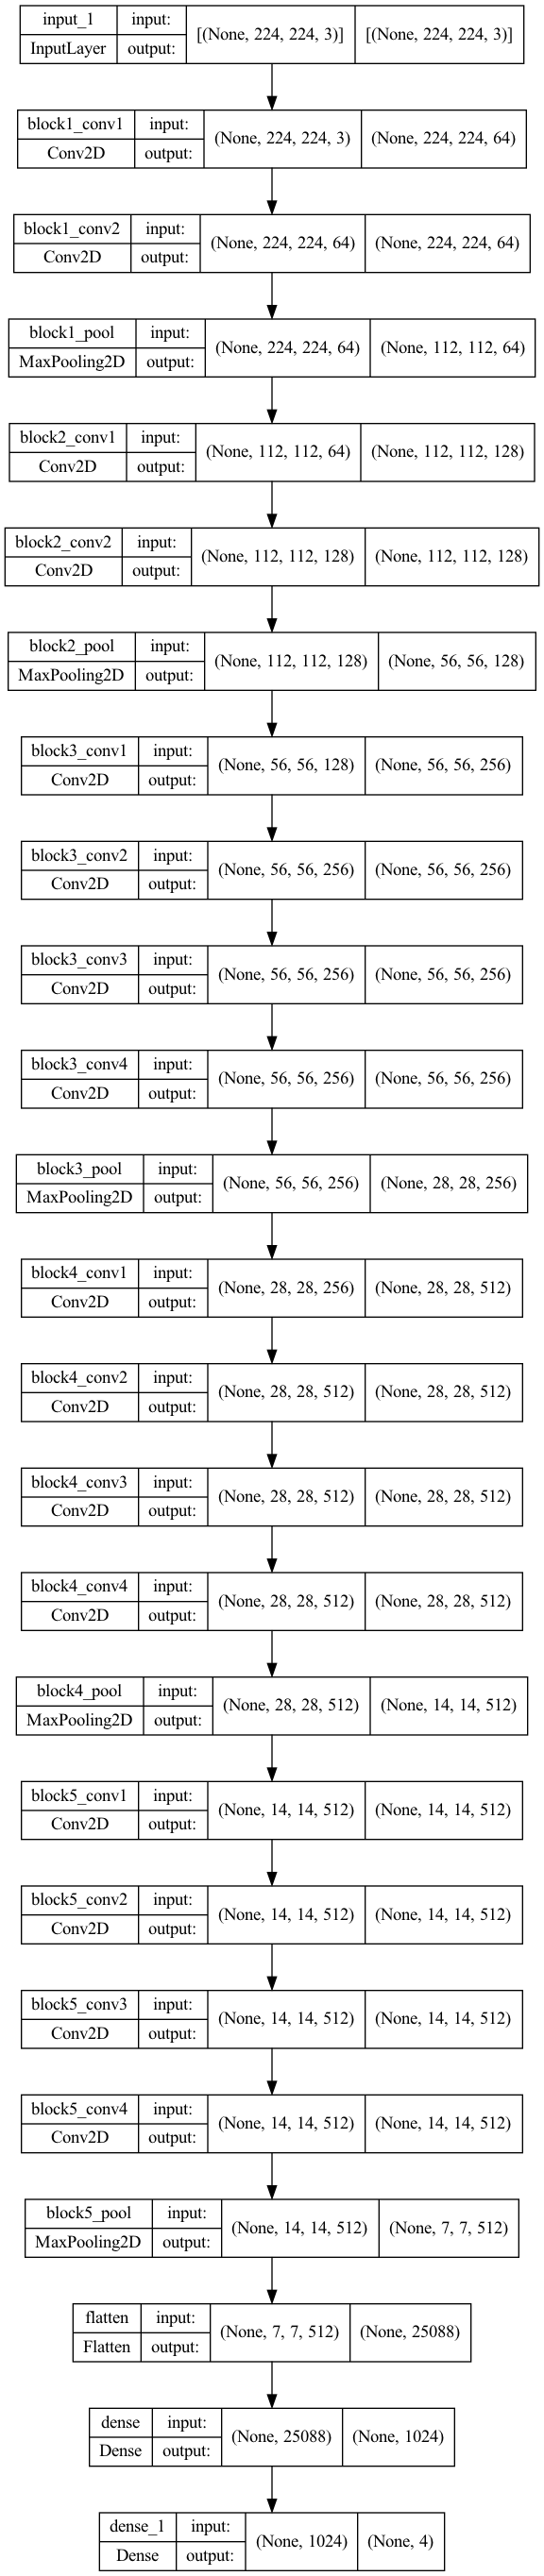 input_1 input: [(None, 224, 224, 3)] [(None, 224, 224, 3)]
InputLayer output:
block1_conv1 input: (None, 224, 224, 3) (None, 224, 224, 64)
Conv2D output:
block1_conv2 input: (None, 224, 224, 64) (None, 224, 224, 64)
Conv2D output:
block1_pool input: (None, 224, 224, 64) (None, 112, 112, 64)
MaxPooling2D output:
block2_conv1 input: (None, 112, 112, 64) (None, 112, 112, 128)
Conv2D output:
block2_conv2 input: (None, 112, 112, 128) (None, 112, 112, 128)
Conv2D output:
block2_pool input: (None, 112, 112, 128) (None, 56, 56, 128)
MaxPooling2D output:
block3_conv1 input: (None, 56, 56, 128) (None, 56, 56, 256)
Conv2D output:
block3_conv2 input: (None, 56, 56, 256) (None, 56, 56, 256)
Conv2D output:
block3_conv3 input: (None, 56, 56, 256) (None, 56, 56, 256)
Conv2D output:
block3_conv4 input: (None, 56, 56, 256) (None, 56, 56, 256)
Conv2D output:
block3_pool input: (None, 56, 56, 256) (None, 28, 28, 256)
MaxPooling2D output:
block4_conv1 input: (None, 28, 28, 256) (None, 28, 28, 512)
Conv2D output:
block4_conv2 input: (None, 28, 28, 512) (None, 28, 28, 512)
Conv2D output:
block4_conv3 input: (None, 28, 28, 512) (None, 28, 28, 512)
Conv2D output:
block4_conv4 input: (None, 28, 28, 512) (None, 28, 28, 512)
Conv2D output:
block4_pool input: (None, 28, 28, 512) (None, 14, 14, 512)
MaxPooling2D output:
block5_conv1 input: (None, 14, 14, 512) (None, 14, 14, 512)
Conv2D output:
block5_conv2 input: (None, 14, 14, 512) (None, 14, 14, 512)
Conv2D output:
block5_conv3 input: (None, 14, 14, 512) (None, 14, 14, 512)
Conv2D output:
block5_conv4 input: (None, 14, 14, 512) (None, 14, 14, 512)
Conv2D output:
block5_pool input: (None, 14, 14, 512) (None, 7, 7, 512)
MaxPooling2D output:
flatten input: (None, 7, 7, 512) (None, 25088)
Flatten output:
dense input: (None, 25088) (None, 1024)
Dense output:
dense_1 input: (None, 1024) (None, 4)
Dense output: